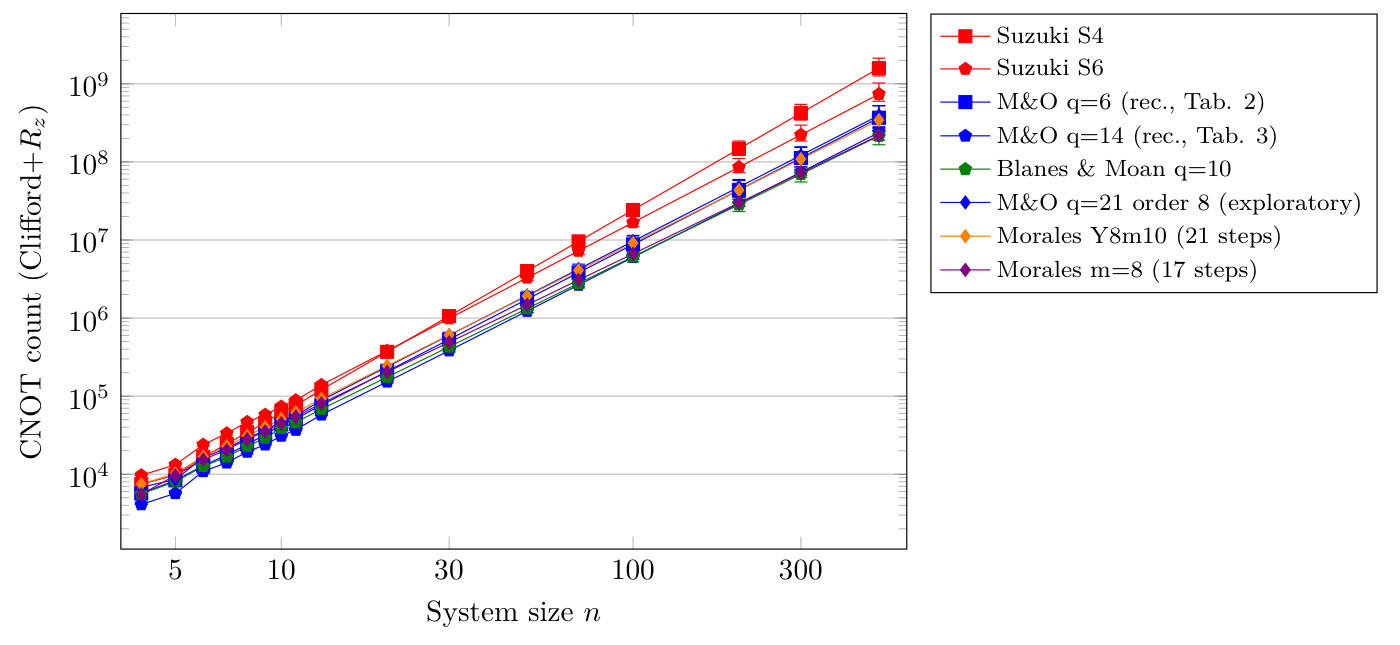 CNOT count (Clifford+R_z)
10^9
10^8
10^7
10^6
10^5
10^4
5 10 30 100 300
System size n
Suzuki S4
Suzuki S6
M&O q=6 (rec., Tab. 2)
M&O q=14 (rec., Tab. 3)
Blanes & Moan q=10
M&O q=21 order 8 (exploratory)
Morales Y8m10 (21 steps)
Morales m=8 (17 steps)